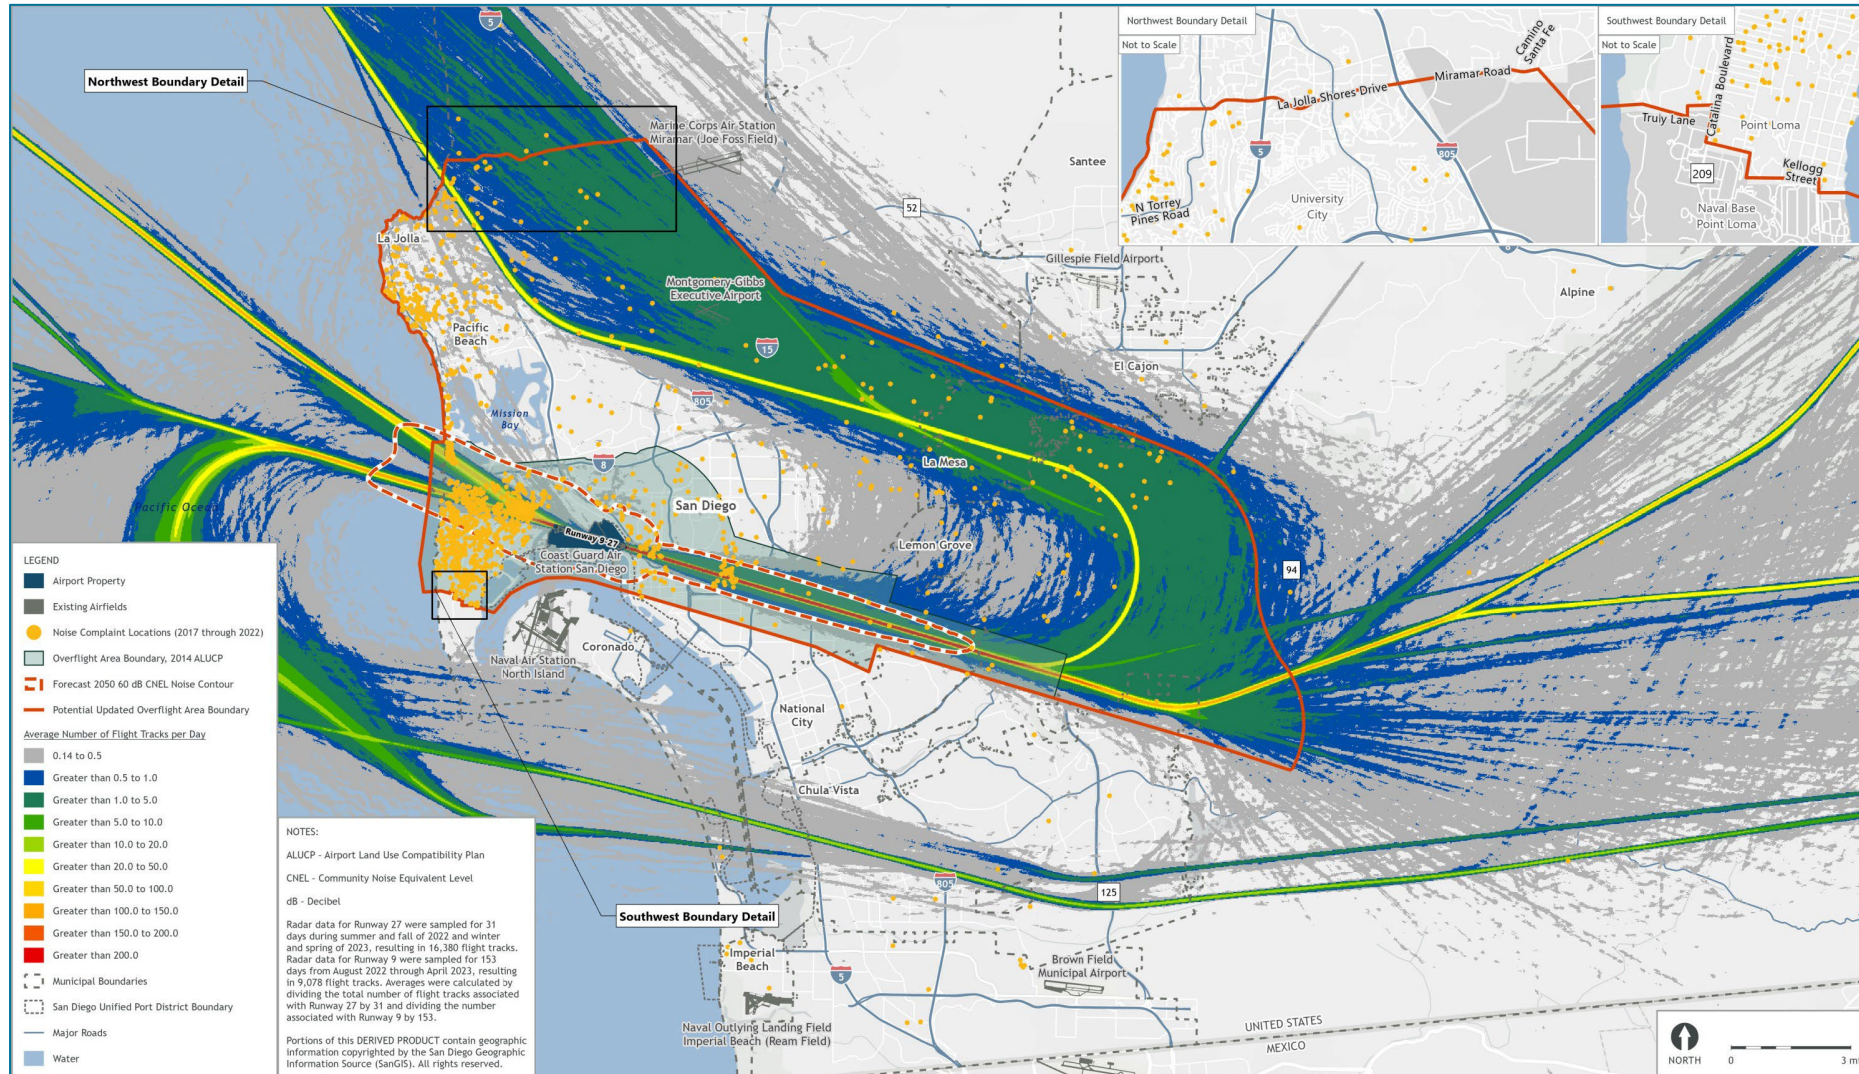 Northwest Boundary Detail
Marine Corps Air Station
Miramar (Joe Foss Field)
Santee
5
52
La Jolla
Gillespie Field Airport
Montgomery-Gibbs
Executive Airport
Alpine
Pacific
Beach
15
El Cajon
805
Mission
Bay
8
La Mesa
San Diego
Pacific Ocean
Runway 9-27
Lemon Grove
Coast Guard Air
Station San Diego
94
Coronado
Naval Air Station
North Island
National
City
Chula Vista
805
125
Southwest Boundary Detail
Imperial
Beach
5
Brown Field
Municipal Airport
Naval Outlying Landing Field
Imperial Beach (Ream Field)
UNITED STATES
MEXICO
Northwest Boundary Detail
Not to Scale
Camino
Santa Fe
Miramar Road
La Jolla Shores Drive
5
805
University
City
N Torrey
Pines Road
Southwest Boundary Detail
Not to Scale
Catalina Boulevard
Truly Lane
Point Loma
209
Kellogg
Street
Naval Base
Point Loma
LEGEND
Airport Property
Existing Airfields
Noise Complaint Locations (2017 through 2022)
Overflight Area Boundary, 2014 ALUCP
Forecast 2050 60 dB CNEL Noise Contour
Potential Updated Overflight Area Boundary
Average Number of Flight Tracks per Day
0.14 to 0.5
Greater than 0.5 to 1.0
Greater than 1.0 to 5.0
Greater than 5.0 to 10.0
Greater than 10.0 to 20.0
Greater than 20.0 to 50.0
Greater than 50.0 to 100.0
Greater than 100.0 to 150.0
Greater than 150.0 to 200.0
Greater than 200.0
Municipal Boundaries
San Diego Unified Port District Boundary
Major Roads
Water
NOTES:
ALUCP - Airport Land Use Compatibility Plan
CNEL - Community Noise Equivalent Level
dB - Decibel
Radar data for Runway 27 were sampled for 31
days during summer and fall of 2022 and winter
and spring of 2023, resulting in 16,380 flight tracks.
Radar data for Runway 9 were sampled for 153
days from August 2022 through April 2023, resulting
in 9,078 flight tracks. Averages were calculated by
dividing the total number of flight tracks associated
with Runway 27 by 31 and dividing the number
associated with Runway 9 by 153.
Portions of this DERIVED PRODUCT contain geographic
information copyrighted by the San Diego Geographic
Information Source (SanGIS). All rights reserved.
NORTH
0 3 mi